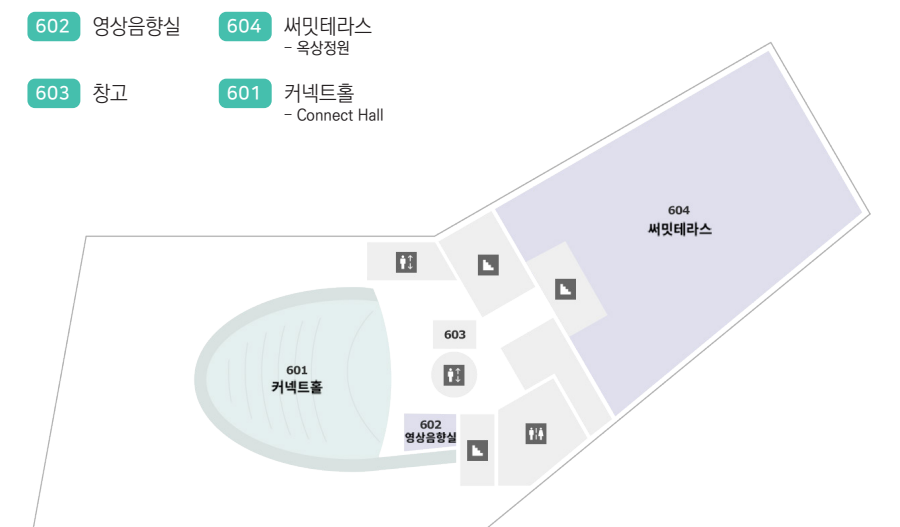 602 영상음향실
604 써밋테라스
- 옥상정원
603 창고
601 커넥트홀
- Connect Hall
604
써밋테라스
603
601
커넥트홀
602
영상음향실